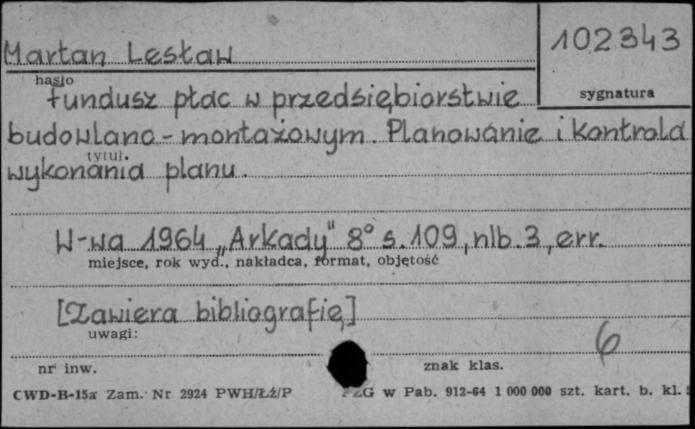 Martan Lesław
102343
hasło
sygnatura
fundusz płac w przedsiębiorstwie
budowlano-montażowym. Planowanie i kontrola
tytuł.
wykonania planu.
W-wa 1964 „Arkady" 8° s. 109, nlb. 3, err.
miejsce, rok wyd., nakładca, format, objętość
[Zawiera bibliografię]
uwagi:
6
nr inw.
znak klas.
CWD-B-15a Zam. Nr 2924 PWH/Łź/P
w Pab. 912-64 1 000 000 szt. kart. b. kl.